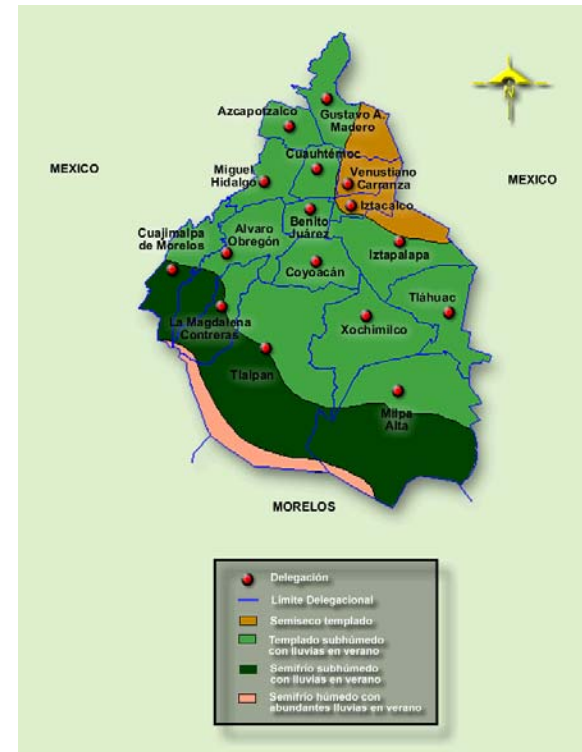 Azcapotzalco
Gustavo A.
Madero
N
MEXICO
Cuauhtémoc
Miguel
Hidalgo
Venustiano
Carranza
MEXICO
Iztacalco
Benito
Juárez
Cuajimalpa
de Morelos
Alvaro
Obregón
Iztapalapa
Coyoacán
Tláhuac
La Magdalena
Contreras
Xochimilco
Tlalpan
Milpa
Alta
MORELOS
Delegación
Límite Delegacional
Semiseco templado
Templado subhúmedo
con lluvias en verano
Semifrío subhúmedo
con lluvias en verano
Semifrío húmedo con
abundantes lluvias en verano